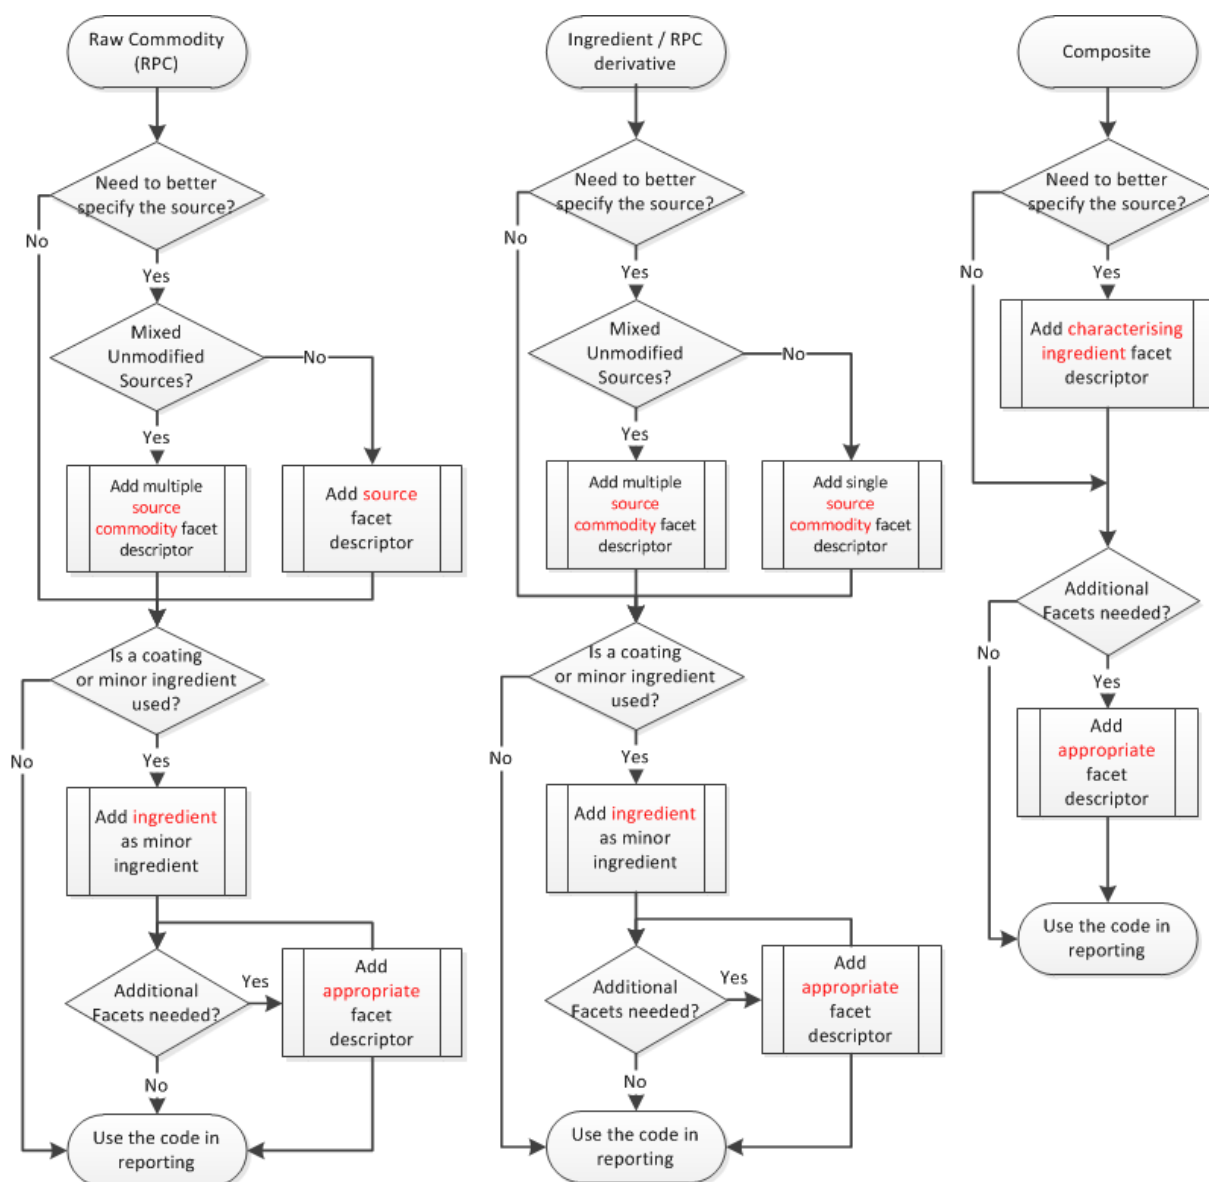 Raw Commodity
(RPC)
Need to better
specify the source?
No
Yes
Mixed
Unmodified
Sources?
No
Yes
Add multiple
source
commodity facet
descriptor
Add source
facet
descriptor
Is a coating
or minor ingredient
used?
No
Yes
Add ingredient
as minor
ingredient
Additional
Facets needed?
Yes
Add
appropriate
facet
descriptor
No
Use the code in
reporting
Ingredient / RPC
derivative
Need to better
specify the source?
No
Yes
Mixed
Unmodified
Sources?
No
Yes
Add multiple
source
commodity facet
descriptor
Add single
source
commodity facet
descriptor
Is a coating
or minor ingredient
used?
No
Yes
Add ingredient
as minor
ingredient
Additional
Facets needed?
Yes
Add
appropriate
facet
descriptor
No
Use the code in
reporting
Composite
Need to better
specify the source?
No
Yes
Add characterising
ingredient facet
descriptor
Additional
Facets needed?
No
Yes
Add
appropriate
facet
descriptor
Use the code in
reporting